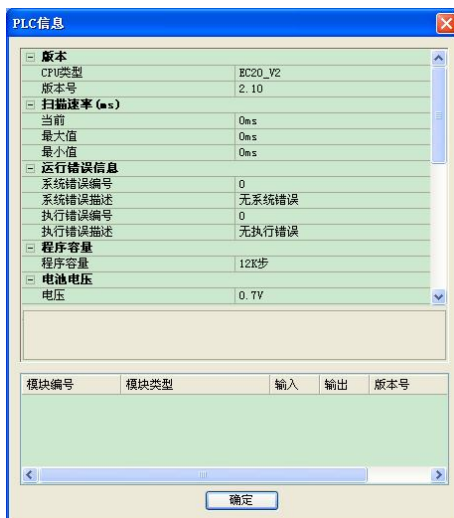 PLC信息
版本
CPU类型 EC20_V2
版本号 2.10
扫描速率(ms)
当前 0ms
最大值 0ms
最小值 0ms
运行错误信息
系统错误编号 0
系统错误描述 无系统错误
执行错误编号 0
执行错误描述 无执行错误
程序容量
程序容量 12K步
电池电压
电压 0.7V
模块编号 模块类型 输入 输出 版本号
确定